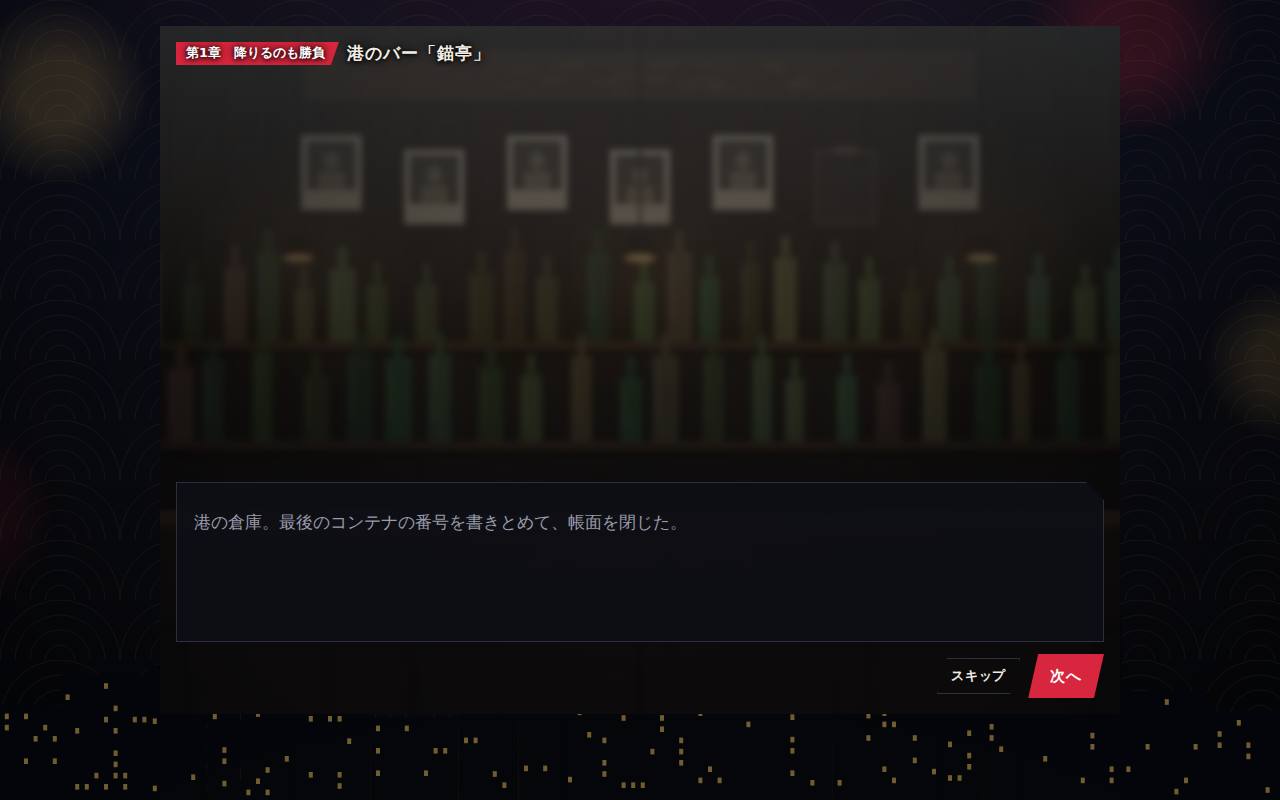 第1章 降りるのも勝負
港のバー「錨亭」
港の倉庫。最後のコンテナの番号を書きとめて、帳面を閉じた。
スキップ
次へ